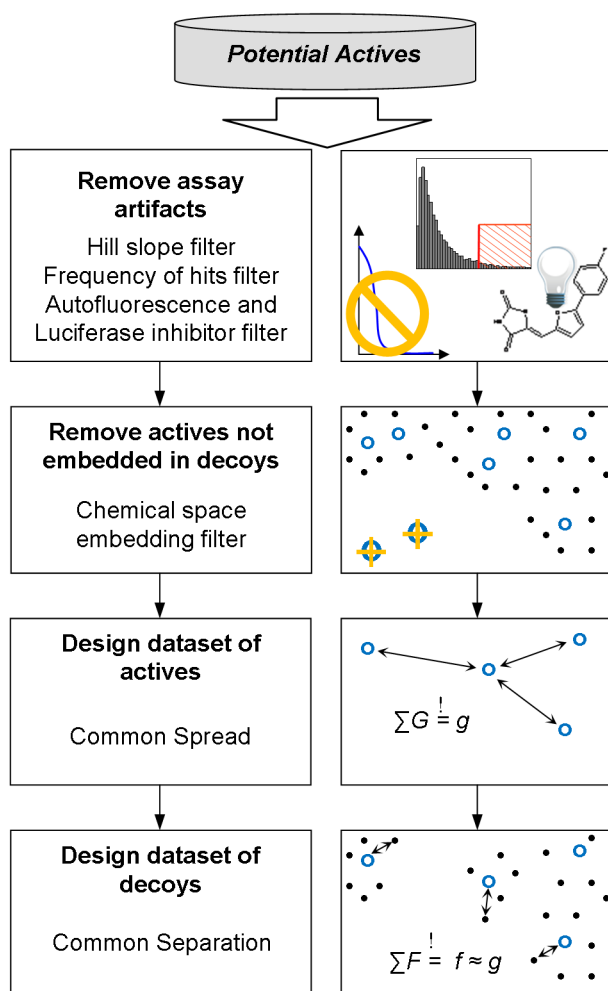 Potential Actives
Remove assay
artifacts
Hill slope filter
Frequency of hits filter
Autofluorescence and
Luciferase inhibitor filter
Remove actives not
embedded in decoys
Chemical space
embedding filter
Design dataset of
actives
Common Spread
!
∑G = g
Design dataset of
decoys
Common Separation
!
∑F = f ≈ g